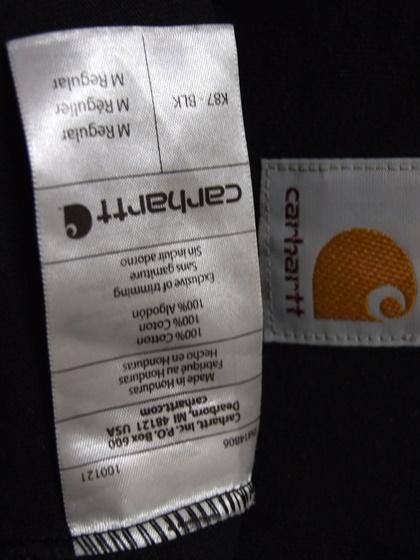 100121
Carhartt, Inc. P.O. Box 600
Dearborn, MI 48121 USA
carhartt.com
Made in Honduras
Fabriqué au Honduras
Hecho en Honduras
100% Cotton
100% Coton
100% Algodón
Exclusive of trimming
Sans garniture
Sin incluir adorno
carhartt
K87 - BLK
M Regular
M Régulier
M Regular
carhartt